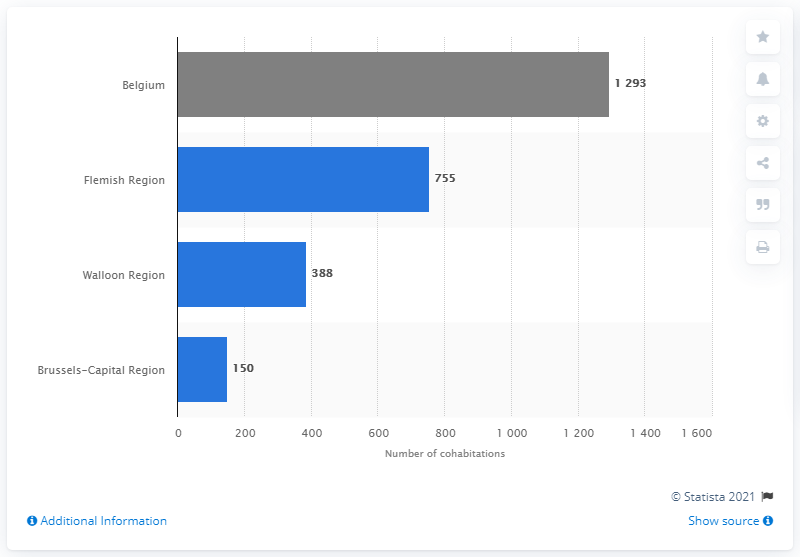 Belgium
1 293
Flemish Region
755
Walloon Region
388
Brussels-Capital Region
150
0 200 400 600 800 1 000 1 200 1 400 1 600
Number of cohabitations
© Statista 2021
Additional Information
Show source